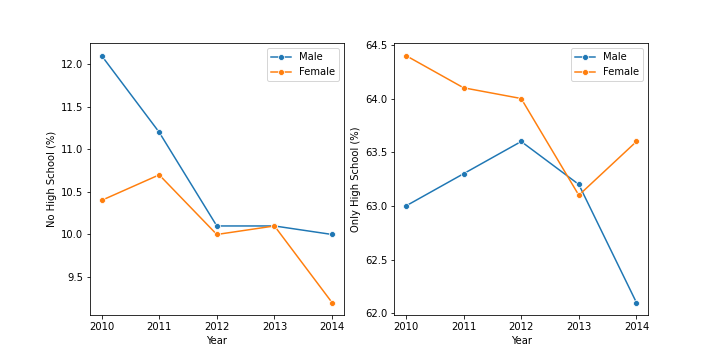 No High School (%)
12.0
11.5
11.0
10.5
10.0
9.5
2010 2011 2012 2013 2014
Year
Male
Female
Only High School (%)
64.5
64.0
63.5
63.0
62.5
62.0
2010 2011 2012 2013 2014
Year
Male
Female